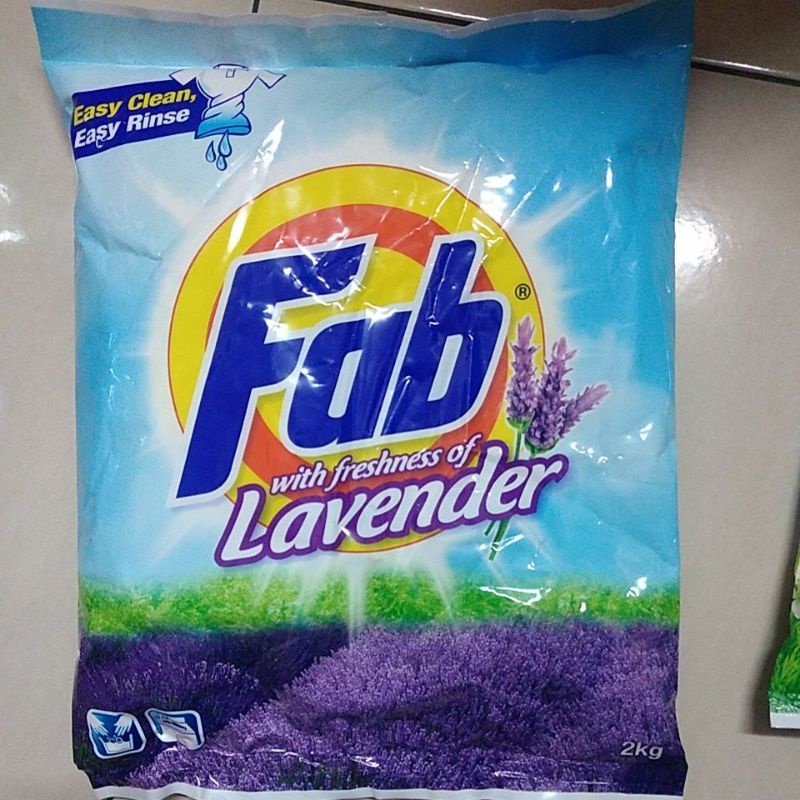 Easy Clean,
Easy Rinse
Fab®
with freshness of
Lavender
2kg